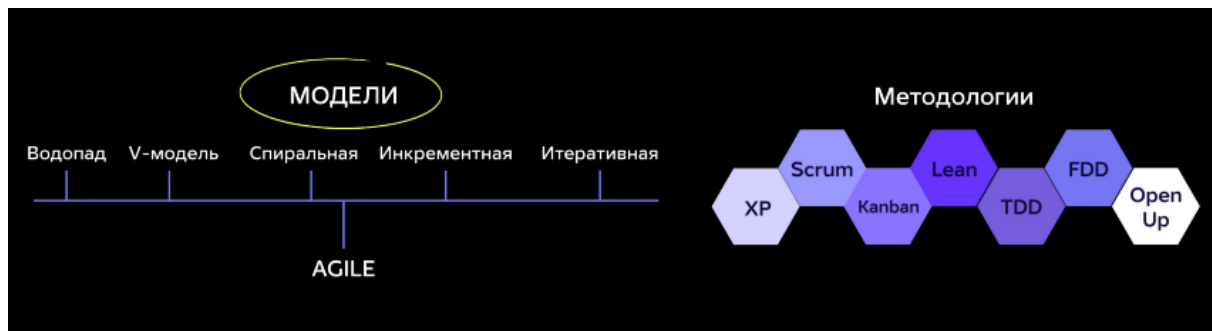 МОДЕЛИ
Водопад
V-модель
Спиральная
Инкрементная
Итеративная
AGILE
Методологии
XP
Scrum
Kanban
Lean
TDD
FDD
Open
Up